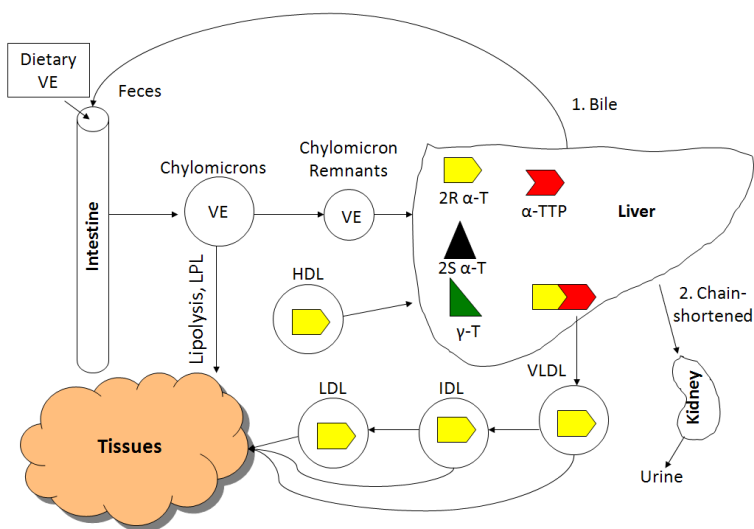 Dietary
VE
Feces
1. Bile
Intestine
Chylomicrons
VE
Chylomicron
Remnants
VE
2R α-T
α-TTP
Liver
2S α-T
γ-T
Lipolysis, LPL
HDL
2. Chain-
shortened
VLDL
IDL
LDL
Tissues
Kidney
Urine